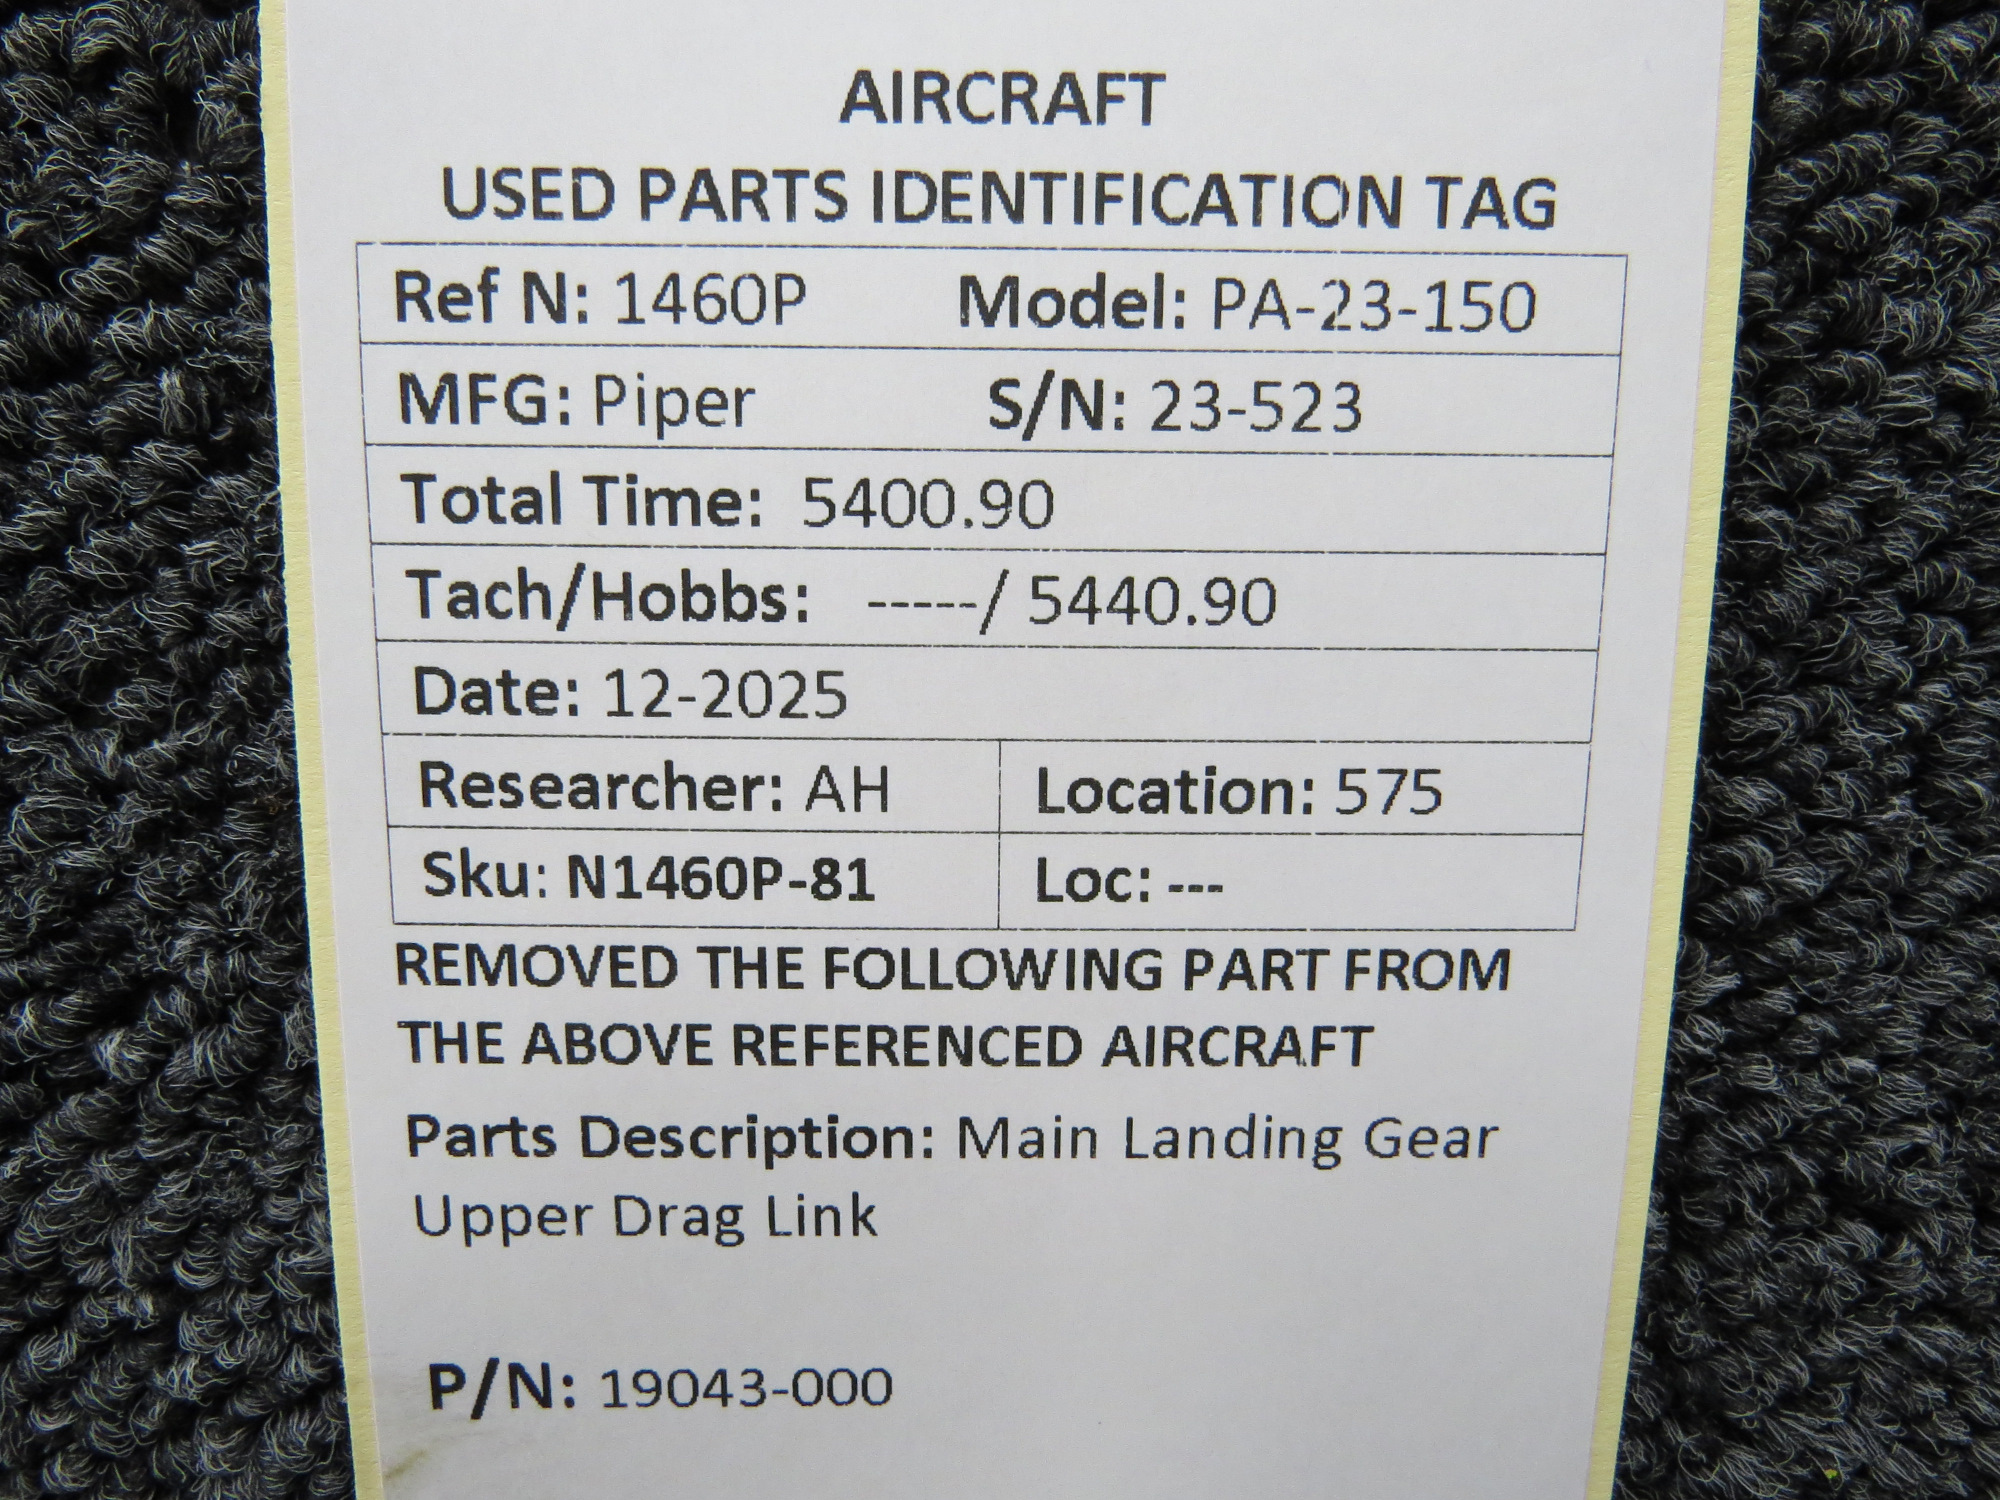 AIRCRAFT
USED PARTS IDENTIFICATION TAG
Ref N: 1460P Model: PA-23-150
MFG: Piper S/N: 23-523
Total Time: 5400.90
Tach/Hobbs: -----/ 5440.90
Date: 12-2025
Researcher: AH Location: 575
Sku: N1460P-81 Loc: ---
REMOVED THE FOLLOWING PART FROM
THE ABOVE REFERENCED AIRCRAFT
Parts Description: Main Landing Gear
Upper Drag Link
P/N: 19043-000